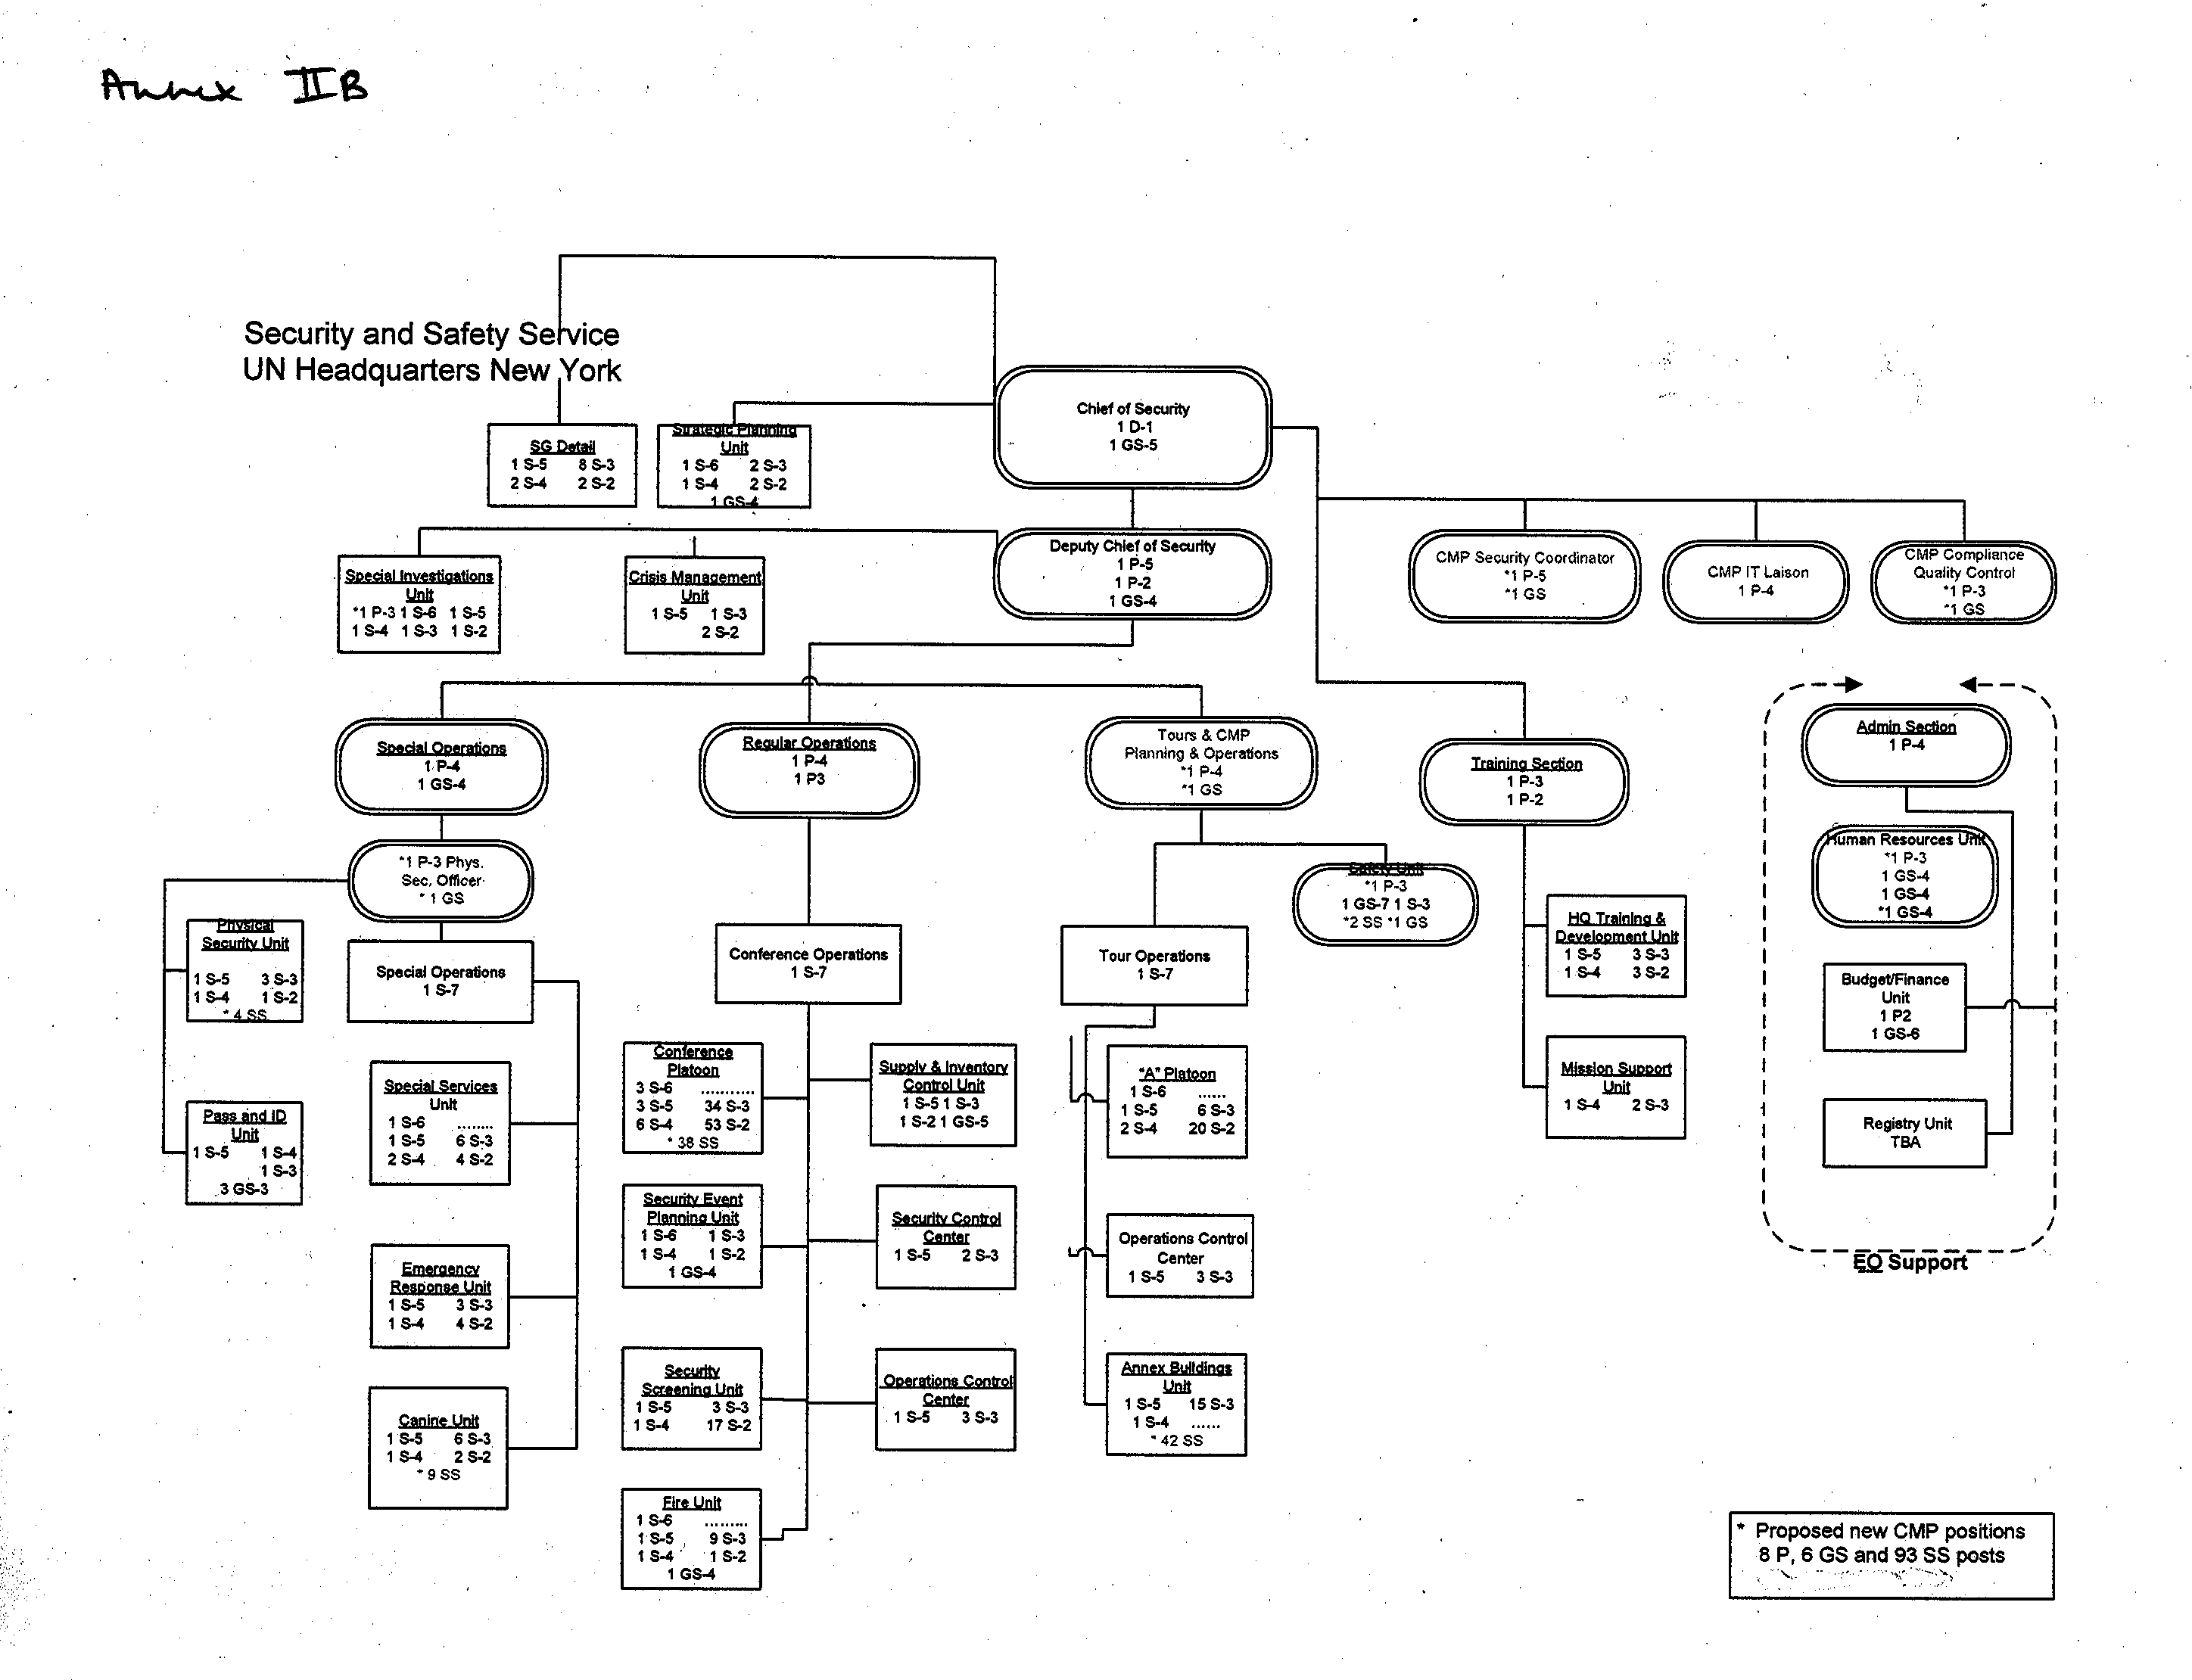 Annex IIB
Security and Safety Service
UN Headquarters New York
Chief of Security
1 D-1
1 GS-5
SG Detail
1 S-5 8 S-3
2 S-4 2 S-2
Strategic Planning
Unit
1 S-6 2 S-3
1 S-4 2 S-2
1 GS-4
Deputy Chief of Security
1 P-5
1 P-2
1 GS-4
Special Investigations
Unit
*1 P-3 1 S-6 1 S-5
1 S-4 1 S-3 1 S-2
Crisis Management
Unit
1 S-5 1 S-3
2 S-2
CMP Security Coordinator
*1 P-5
*1 GS
CMP IT Laison
1 P-4
CMP Compliance
Quality Control
*1 P-3
*1 GS
Special Operations
1 P-4
1 GS-4
Regular Operations
1 P-4
1 P3
Tours & CMP
Planning & Operations
*1 P-4
*1 GS
Training Section
1 P-3
1 P-2
Admin Section
1 P-4
*1 P-3 Phys.
Sec. Officer
* 1 GS
Safety Unit
*1 P-3
1 GS-7 1 S-3
*2 SS *1 GS
Human Resources Unit
*1 P-3
1 GS-4
1 GS-4
*1 GS-4
Physical
Security Unit
1 S-5 3 S-3
1 S-4 1 S-2
* 4 SS
Special Operations
1 S-7
Conference Operations
1 S-7
Tour Operations
1 S-7
HQ Training &
Development Unit
1 S-5 3 S-3
1 S-4 3 S-2
Budget/Finance
Unit
1 P2
1 GS-6
Pass and ID
Unit
1 S-5 1 S-4
1 S-3
3 GS-3
Special Services
Unit
1 S-6 ........
1 S-5 6 S-3
2 S-4 4 S-2
Conference
Platoon
3 S-6 ...........
3 S-5 34 S-3
6 S-4 53 S-2
* 38 SS
Supply & Inventory
Control Unit
1 S-5 1 S-3
1 S-2 1 GS-5
"A" Platoon
1 S-6 ......
1 S-5 6 S-3
2 S-4 20 S-2
Mission Support
Unit
1 S-4 2 S-3
Registry Unit
TBA
Security Event
Planning Unit
1 S-6 1 S-3
1 S-4 1 S-2
1 GS-4
Security Control
Center
1 S-5 2 S-3
Operations Control
Center
1 S-5 3 S-3
EO Support
Emergency
Response Unit
1 S-5 3 S-3
1 S-4 4 S-2
Security
Screening Unit
1 S-5 3 S-3
1 S-4 17 S-2
Operations Control
Center
1 S-5 3 S-3
Annex Buildings
Unit
1 S-5 15 S-3
1 S-4 ......
* 42 SS
Canine Unit
1 S-5 6 S-3
1 S-4 2 S-2
* 9 SS
Fire Unit
1 S-6 .........
1 S-5 9 S-3
1 S-4 1 S-2
1 GS-4
* Proposed new CMP positions
8 P, 6 GS and 93 SS posts